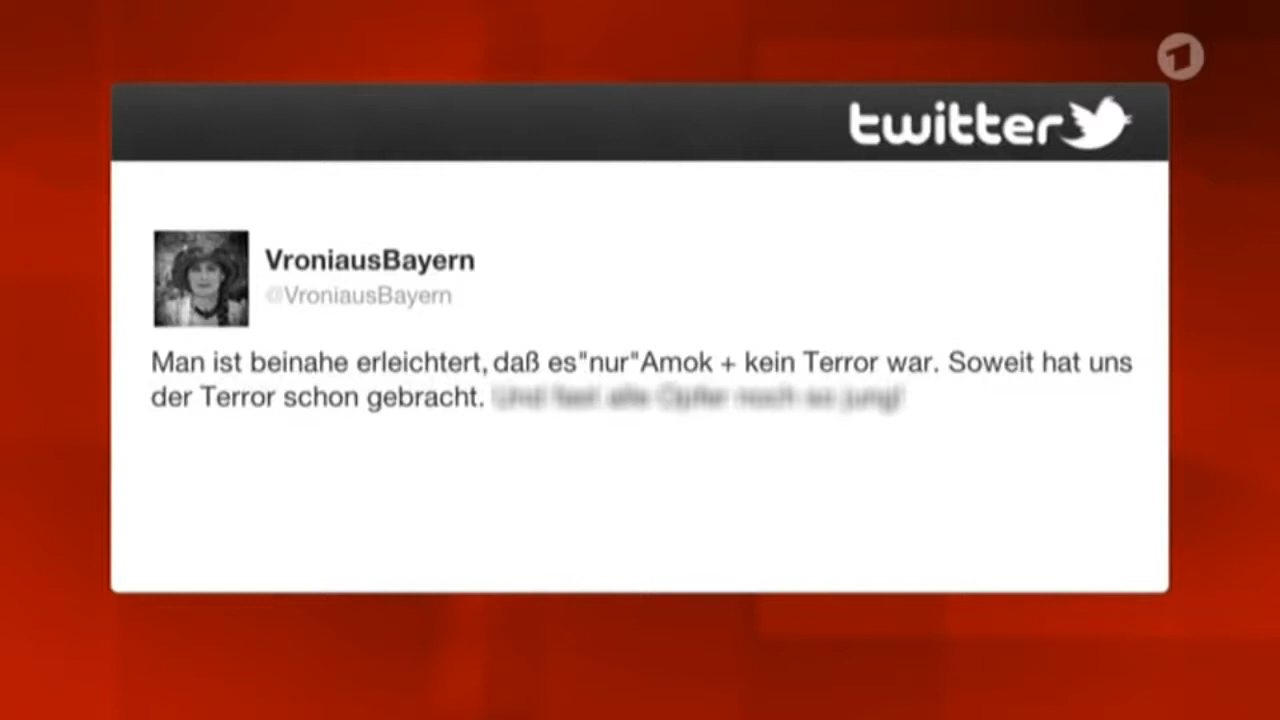 1
twitter
VroniausBayern
@VroniausBayern
Man ist beinahe erleichtert, daß es"nur"Amok + kein Terror war. Soweit hat uns
der Terror schon gebracht.